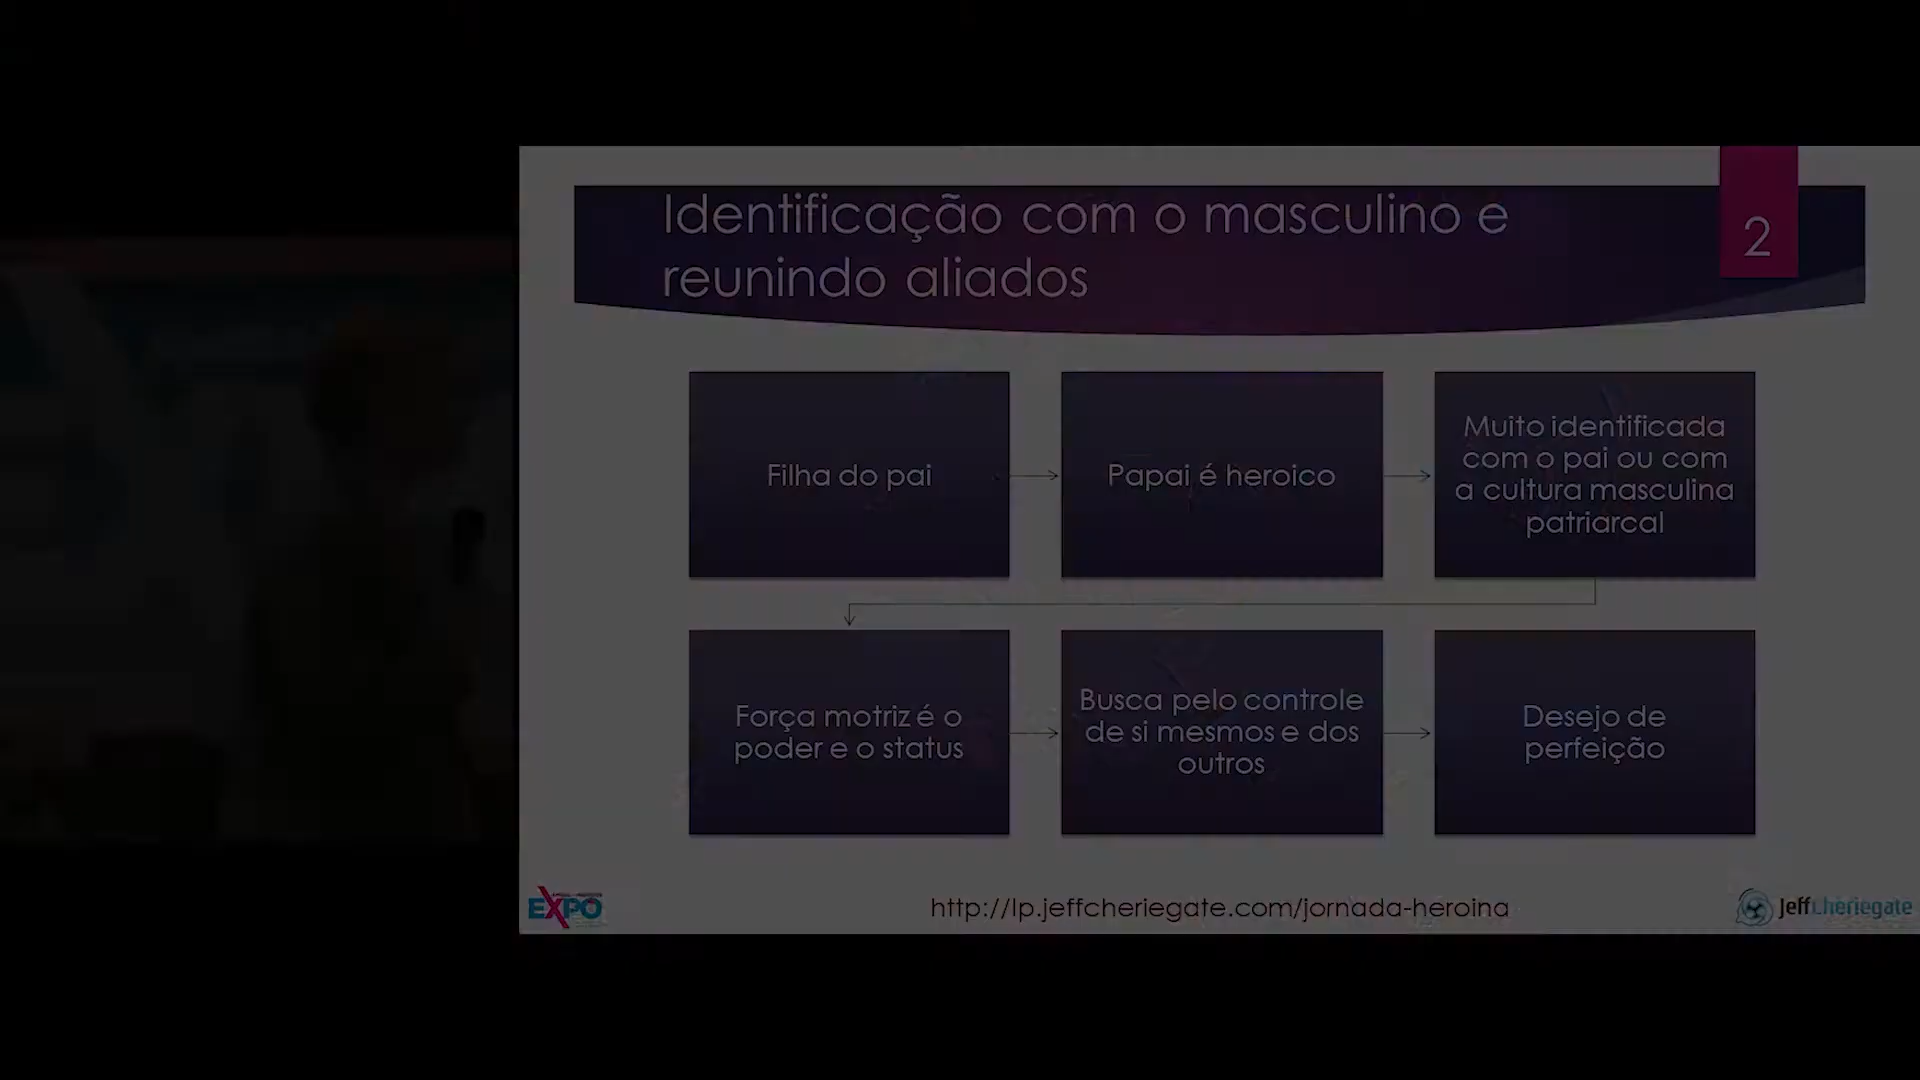 Identificação com o masculino e
reunindo aliados
2
Filha do pai
Papai é heroico
Muito identificada
com o pai ou com
a cultura masculina
patriarcal
Força motriz é o
poder e o status
Busca pelo controle
de si mesmos e dos
outros
Desejo de
perfeição
EXPO
http://lp.jeffcheriegate.com/jornada-heroina
JeffCheriegate